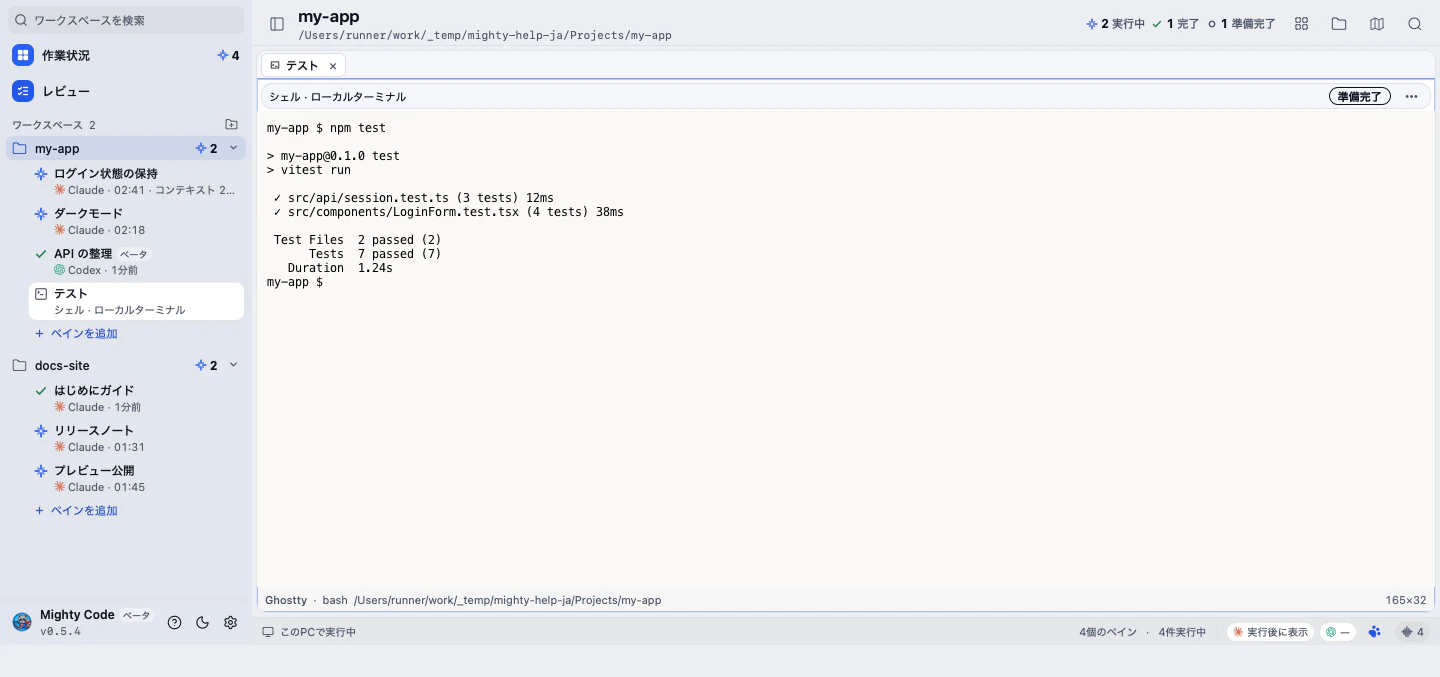 ワークスペースを検索
作業状況 4
レビュー
ワークスペース 2
my-app 2
ログイン状態の保持
Claude · 02:41 · コンテキスト 2...
ダークモード
Claude · 02:18
API の整理 ベータ
Codex · 1分前
テスト
シェル · ローカルターミナル
+ ペインを追加
docs-site 2
はじめにガイド
Claude · 1分前
リリースノート
Claude · 01:31
プレビュー公開
Claude · 01:45
+ ペインを追加
Mighty Code ベータ
v0.5.4
my-app
/Users/runner/work/_temp/mighty-help-ja/Projects/my-app
2 実行中 ✓ 1 完了 1 準備完了
テスト ×
シェル · ローカルターミナル
準備完了 ···
my-app $ npm test
> my-app@0.1.0 test
> vitest run
✓ src/api/session.test.ts (3 tests) 12ms
✓ src/components/LoginForm.test.tsx (4 tests) 38ms
Test Files 2 passed (2)
Tests 7 passed (7)
Duration 1.24s
my-app $
Ghostty · bash /Users/runner/work/_temp/mighty-help-ja/Projects/my-app
165×32
このPCで実行中
4個のペイン · 4件実行中
実行後に表示
—
4